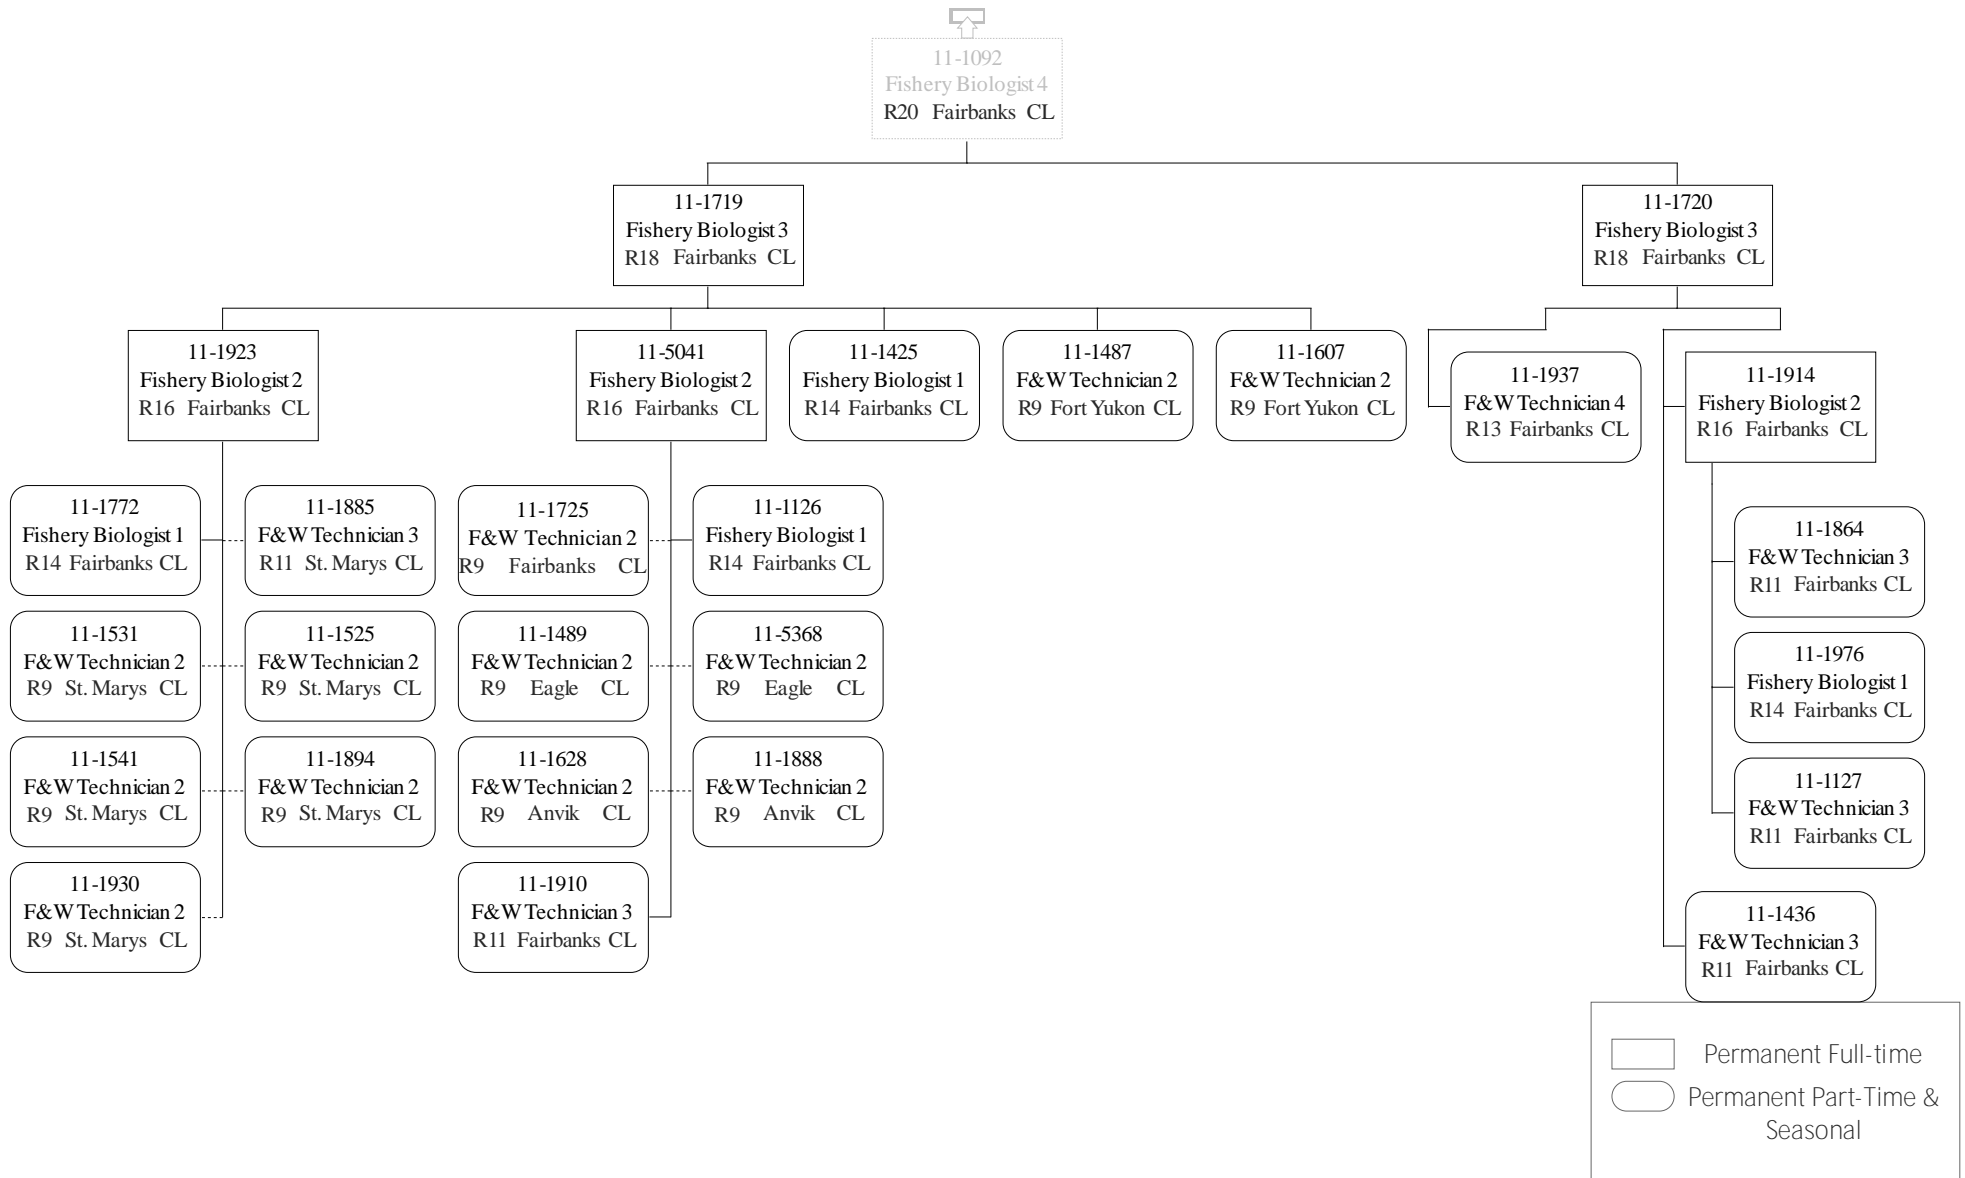 11-1092
Fishery Biologist 4
R20 Fairbanks CL
11-1719
Fishery Biologist 3
R18 Fairbanks CL
11-1720
Fishery Biologist 3
R18 Fairbanks CL
11-1923
Fishery Biologist 2
R16 Fairbanks CL
11-5041
Fishery Biologist 2
R16 Fairbanks CL
11-1425
Fishery Biologist 1
R14 Fairbanks CL
11-1487
F&W Technician 2
R9 Fort Yukon CL
11-1607
F&W Technician 2
R9 Fort Yukon CL
11-1937
F&W Technician 4
R13 Fairbanks CL
11-1914
Fishery Biologist 2
R16 Fairbanks CL
11-1772
Fishery Biologist 1
R14 Fairbanks CL
11-1885
F&W Technician 3
R11 St. Marys CL
11-1725
F&W Technician 2
R9 Fairbanks CL
11-1126
Fishery Biologist 1
R14 Fairbanks CL
11-1864
F&W Technician 3
R11 Fairbanks CL
11-1531
F&W Technician 2
R9 St. Marys CL
11-1525
F&W Technician 2
R9 St. Marys CL
11-1489
F&W Technician 2
R9 Eagle CL
11-5368
F&W Technician 2
R9 Eagle CL
11-1976
Fishery Biologist 1
R14 Fairbanks CL
11-1541
F&W Technician 2
R9 St. Marys CL
11-1894
F&W Technician 2
R9 St. Marys CL
11-1628
F&W Technician 2
R9 Anvik CL
11-1888
F&W Technician 2
R9 Anvik CL
11-1127
F&W Technician 3
R11 Fairbanks CL
11-1930
F&W Technician 2
R9 St. Marys CL
11-1910
F&W Technician 3
R11 Fairbanks CL
11-1436
F&W Technician 3
R11 Fairbanks CL
Permanent Full-time
Permanent Part-Time &
Seasonal